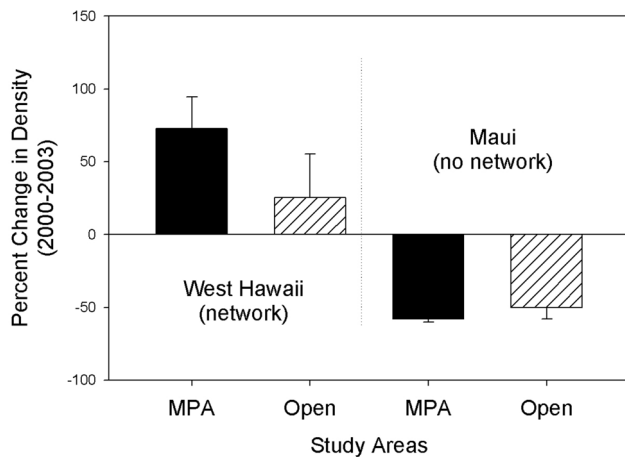 Percent Change in Density
(2000-2003)
150
100
50
0
-50
-100
Maui
(no network)
West Hawaii
(network)
MPA
Open
MPA
Open
Study Areas